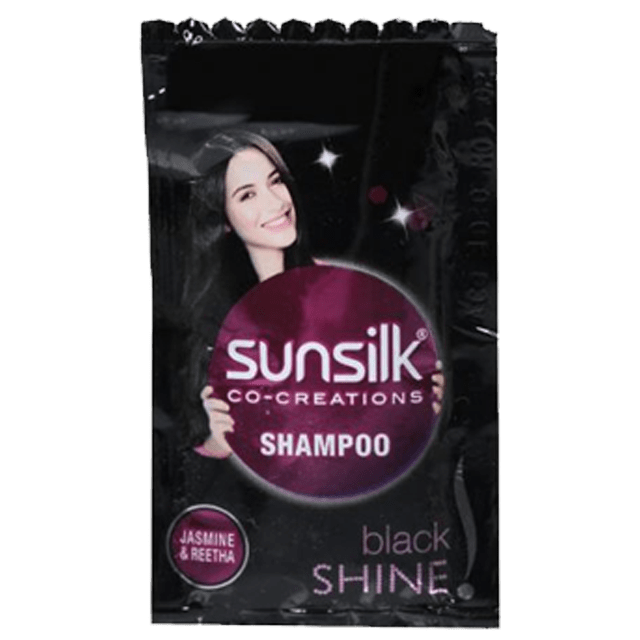 sunsilk®
CO-CREATIONS
SHAMPOO
JASMINE
& REETHA
black
SHINE